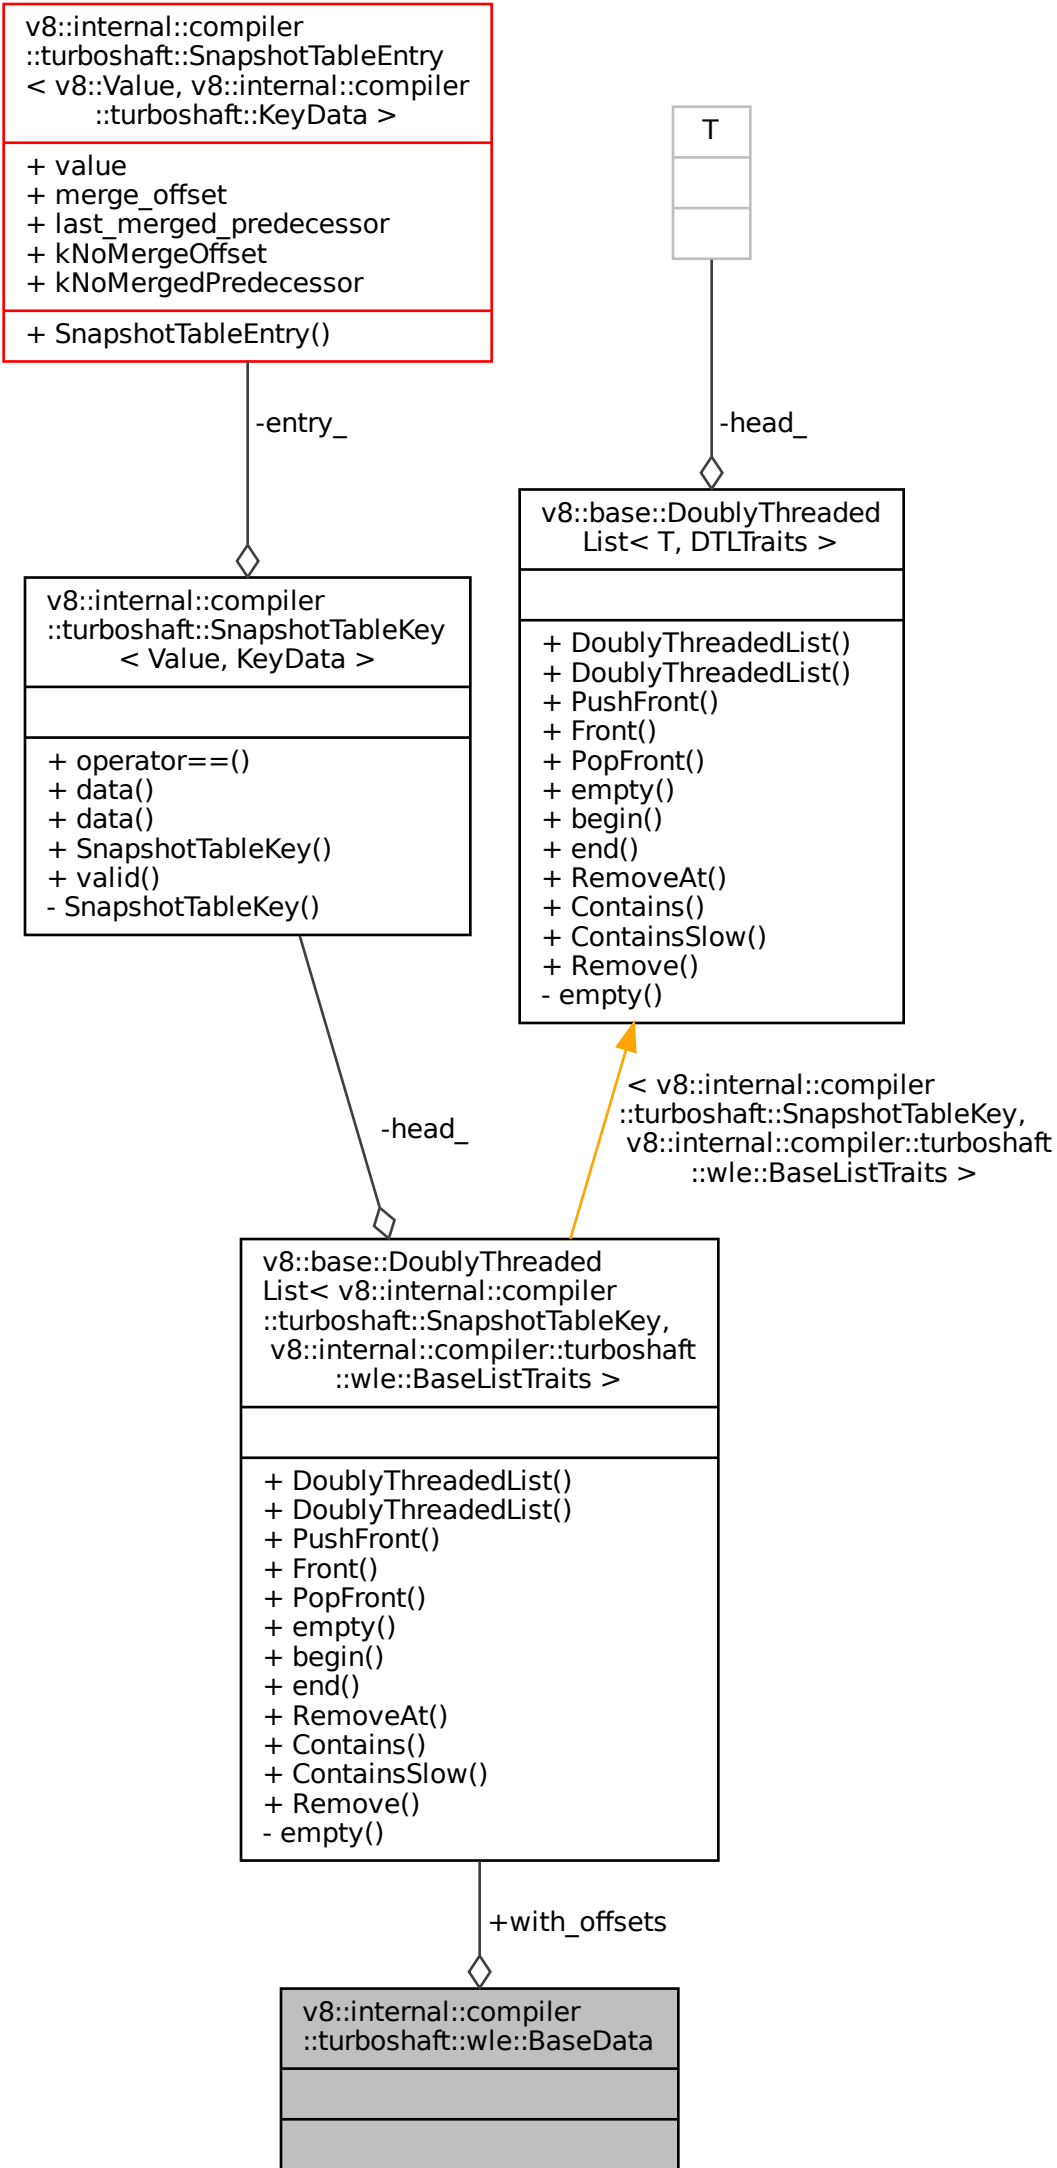 v8::internal::compiler
::turboshaft::SnapshotTableEntry
< v8::Value, v8::internal::compiler
::turboshaft::KeyData >
+ value
+ merge_offset
+ last_merged_predecessor
+ kNoMergeOffset
+ kNoMergedPredecessor
+ SnapshotTableEntry()
T
-entry_
-head_
v8::base::DoublyThreaded
List< T, DTLTraits >
+ DoublyThreadedList()
+ DoublyThreadedList()
+ PushFront()
+ Front()
+ PopFront()
+ empty()
+ begin()
+ end()
+ RemoveAt()
+ Contains()
+ ContainsSlow()
+ Remove()
- empty()
v8::internal::compiler
::turboshaft::SnapshotTableKey
< Value, KeyData >
+ operator==()
+ data()
+ data()
+ SnapshotTableKey()
+ valid()
- SnapshotTableKey()
-head_
< v8::internal::compiler
::turboshaft::SnapshotTableKey,
v8::internal::compiler::turboshaft
::wle::BaseListTraits >
v8::base::DoublyThreaded
List< v8::internal::compiler
::turboshaft::SnapshotTableKey,
v8::internal::compiler::turboshaft
::wle::BaseListTraits >
+ DoublyThreadedList()
+ DoublyThreadedList()
+ PushFront()
+ Front()
+ PopFront()
+ empty()
+ begin()
+ end()
+ RemoveAt()
+ Contains()
+ ContainsSlow()
+ Remove()
- empty()
+with_offsets
v8::internal::compiler
::turboshaft::wle::BaseData